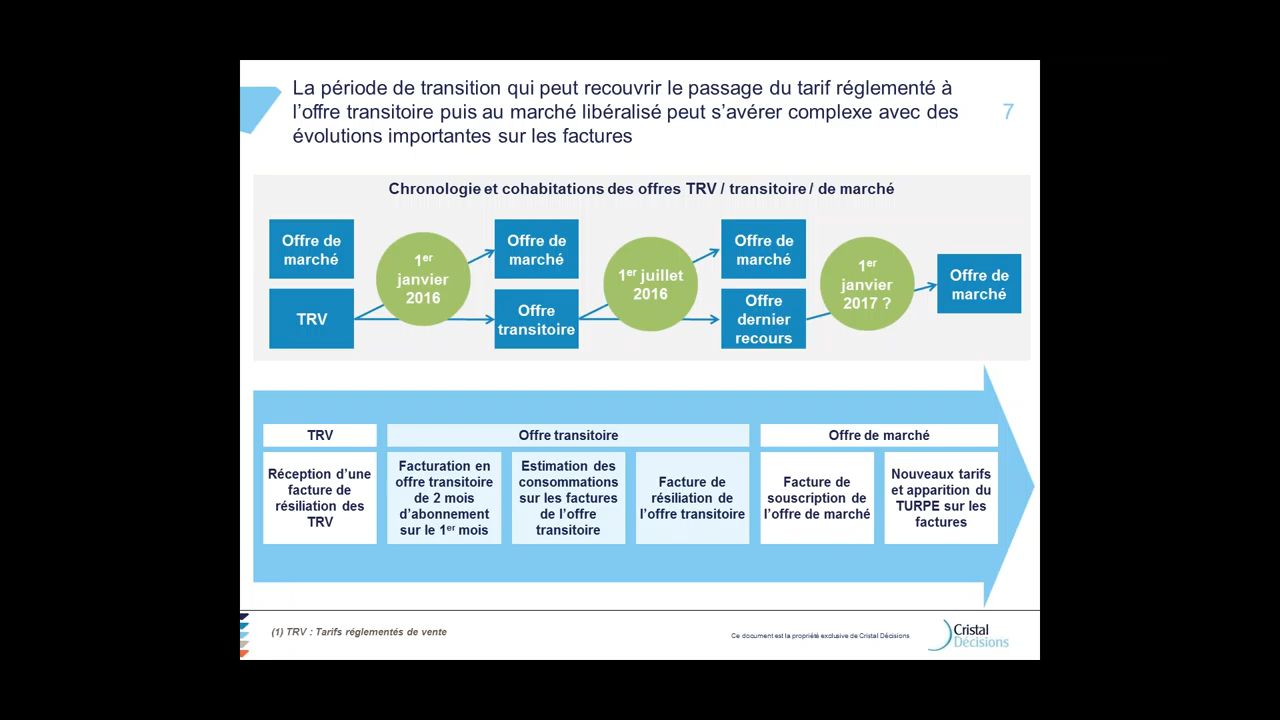 La période de transition qui peut recouvrir le passage du tarif réglementé à
l’offre transitoire puis au marché libéralisé peut s’avérer complexe avec des
évolutions importantes sur les factures
7
Chronologie et cohabitations des offres TRV / transitoire / de marché
Offre de
marché
TRV
1er
janvier
2016
Offre de
marché
Offre
transitoire
1er juillet
2016
Offre de
marché
Offre
dernier
recours
1er
janvier
2017 ?
Offre de
marché
TRV
Offre transitoire
Offre de marché
Réception d’une
facture de
résiliation des
TRV
Facturation en
offre transitoire
de 2 mois
d’abonnement
sur le 1er mois
Estimation des
consommations
sur les factures
de l’offre
transitoire
Facture de
résiliation de
l’offre transitoire
Facture de
souscription de
l’offre de marché
Nouveaux tarifs
et apparition du
TURPE sur les
factures
(1) TRV : Tarifs réglementés de vente
Ce document est la propriété exclusive de Cristal Décisions
Cristal
Décisions